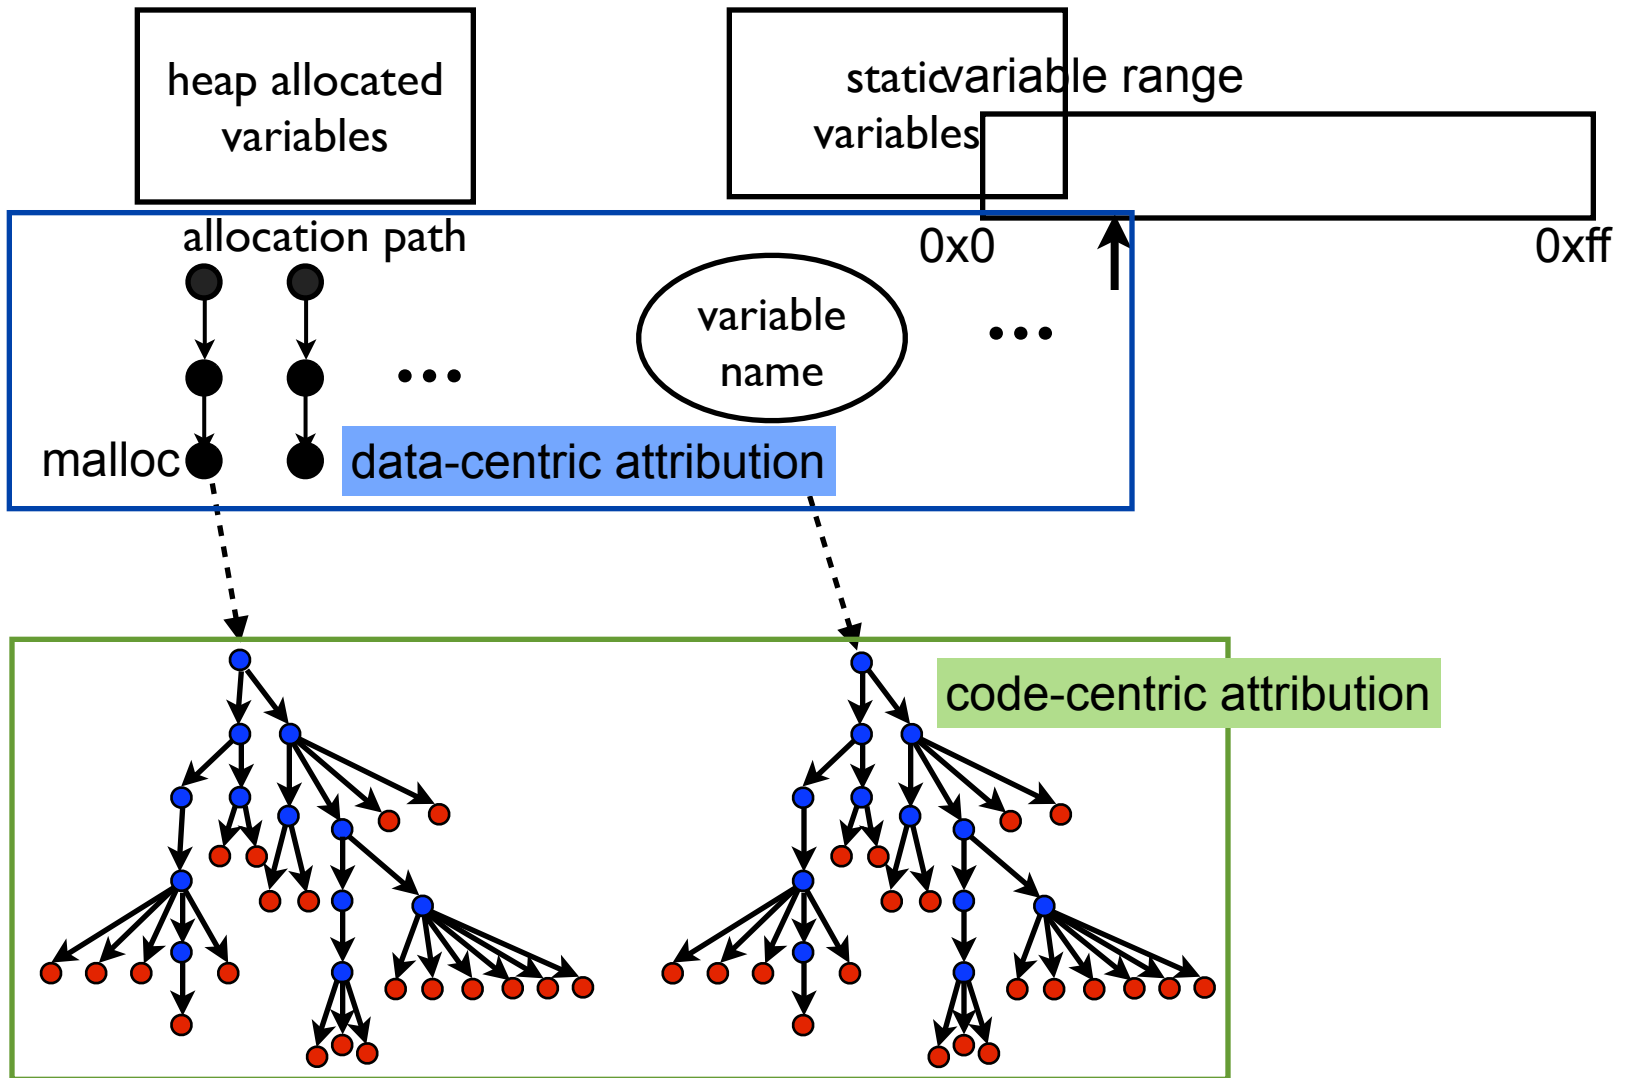 heap allocated
variables
static
variables
variable range
0x0
0xff
allocation path
variable
name
...
...
malloc
data-centric attribution
code-centric attribution